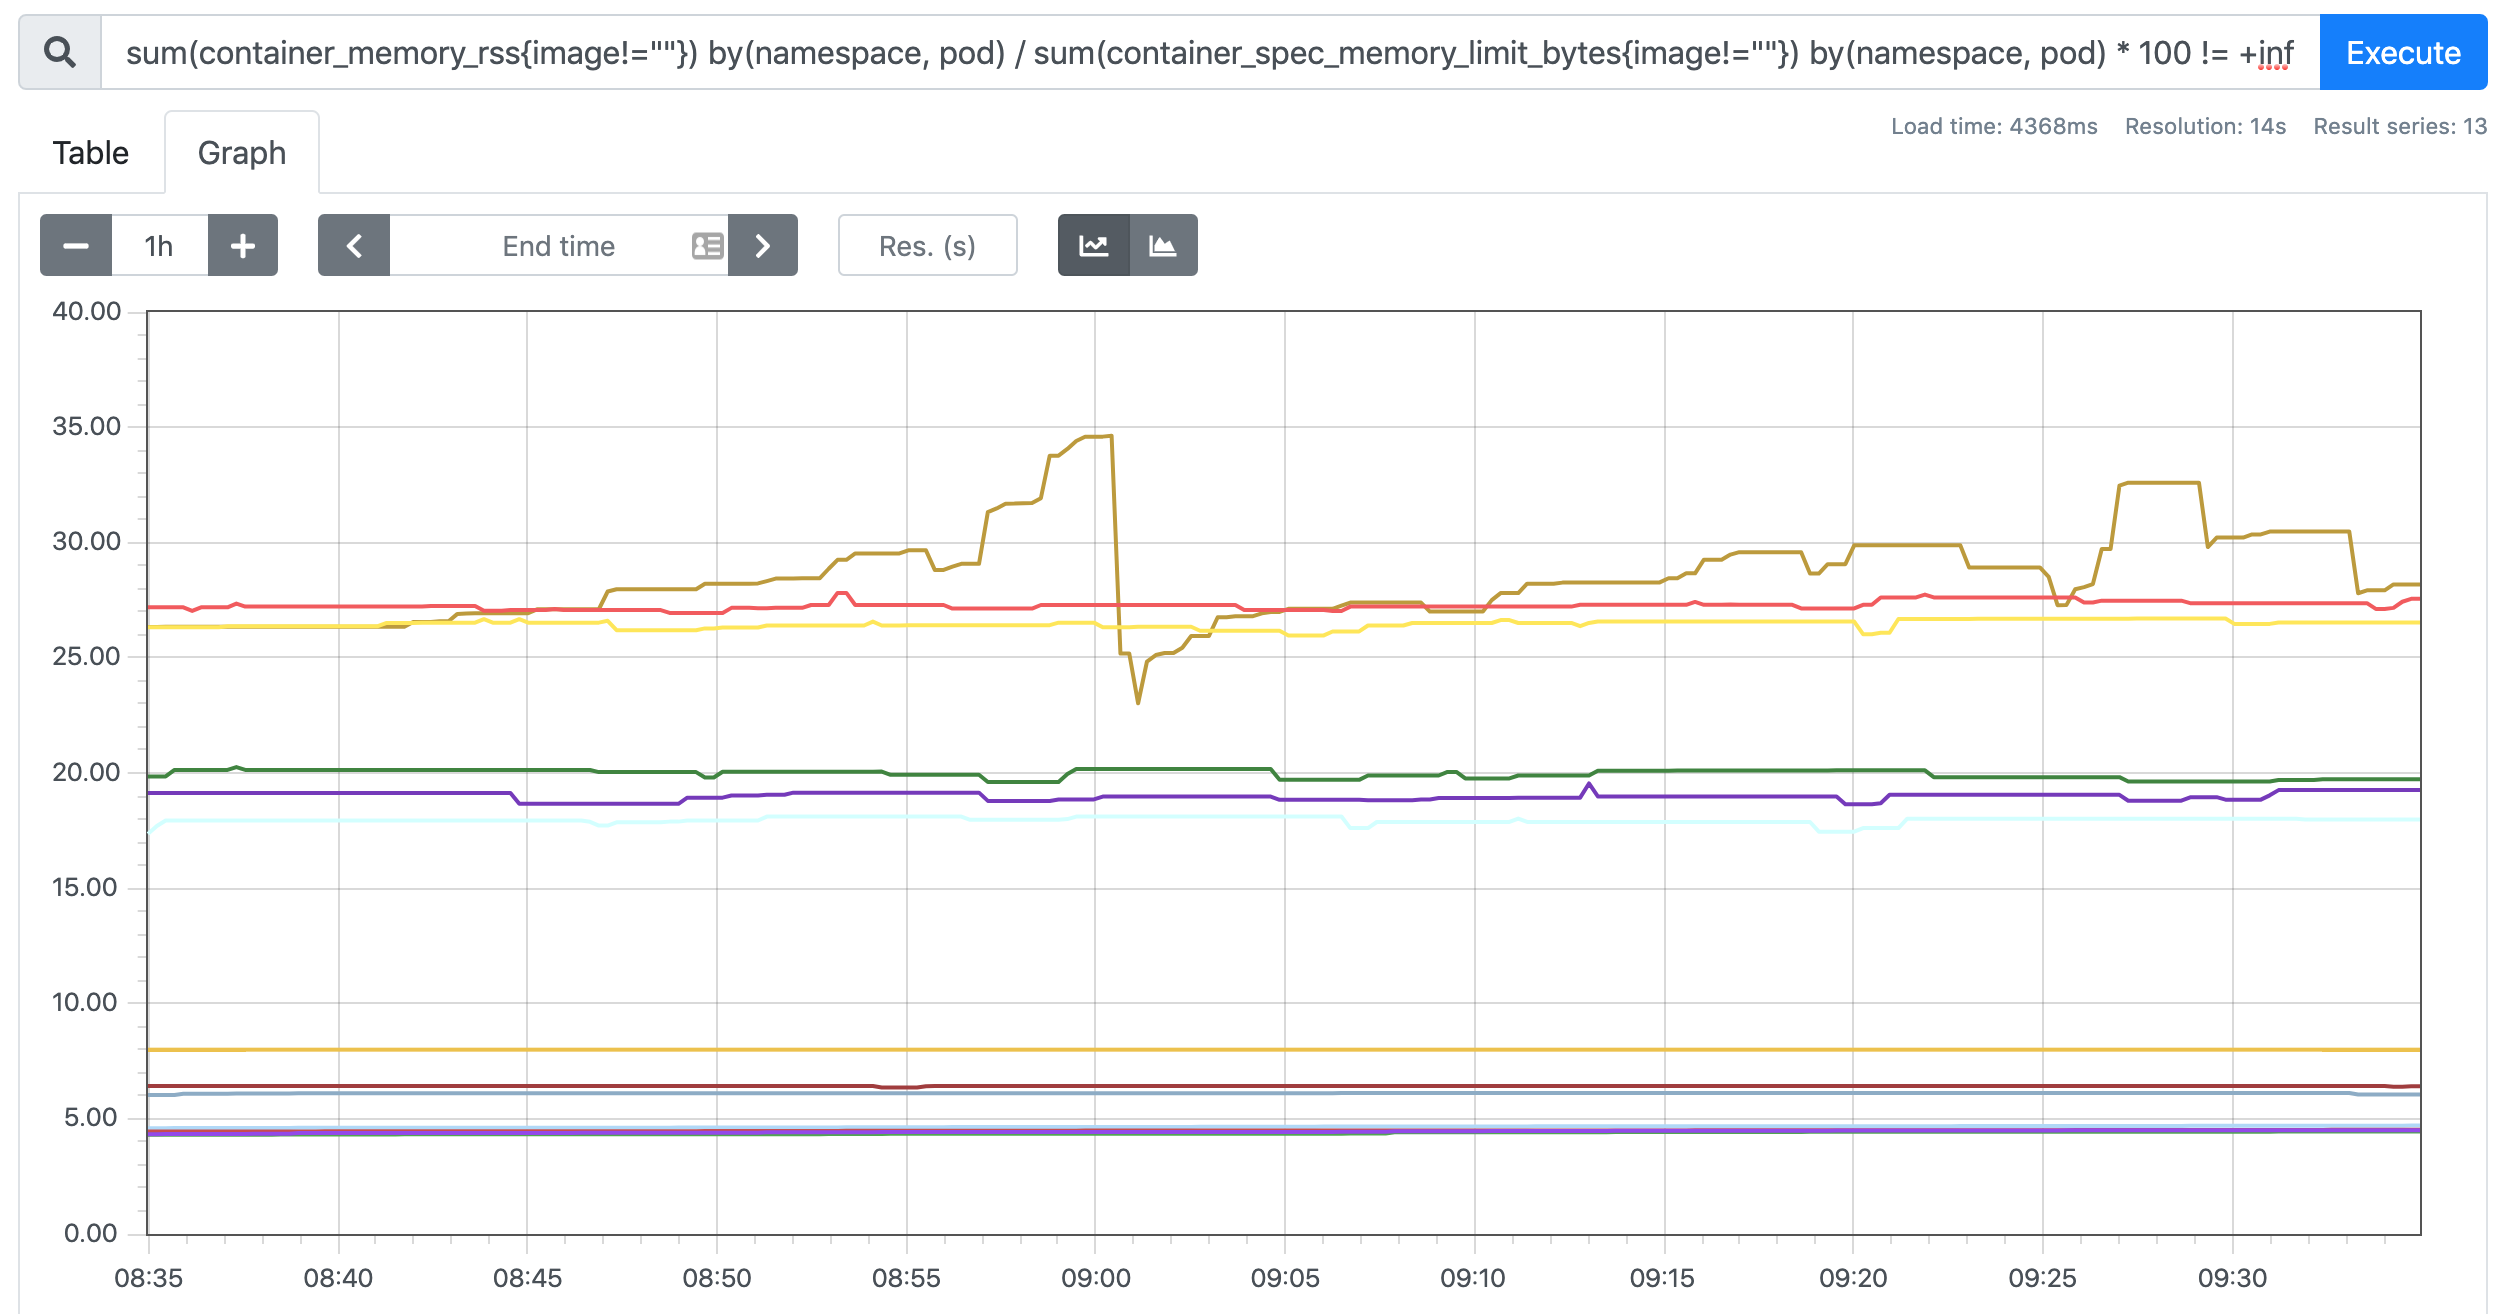 sum(container_memory_rss{image!=""}) by(namespace, pod) / sum(container_spec_memory_limit_bytes{image!=""}) by(namespace, pod) * 100 != +inf
Execute
Table
Graph
Load time: 4368ms Resolution: 14s Result series: 13
1h
End time
Res. (s)
40.00
35.00
30.00
25.00
20.00
15.00
10.00
5.00
0.00
08:35 08:40 08:45 08:50 08:55 09:00 09:05 09:10 09:15 09:20 09:25 09:30